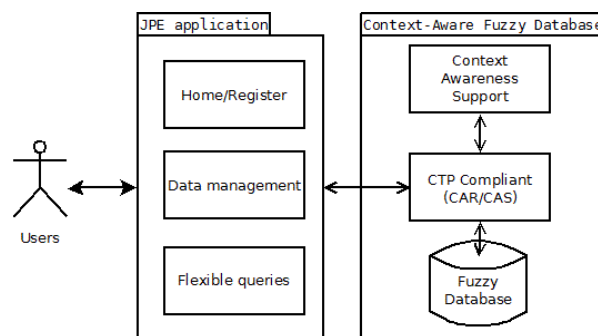 JPE application
Context-Aware Fuzzy Database
Home/Register
Context
Awareness
Support
Users
Data management
CTP Compliant
(CAR/CAS)
Flexible queries
Fuzzy
Database